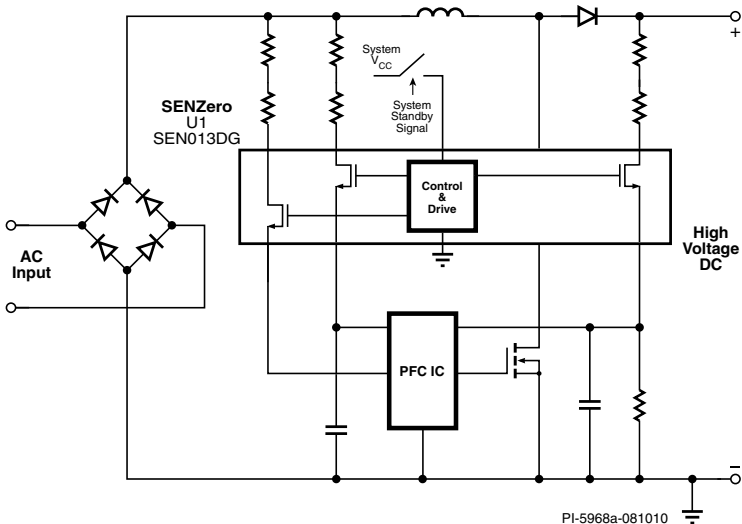 System
VCC
System
Standby
Signal
SENZero
U1
SEN013DG
Control
&
Drive
AC
Input
+
High
Voltage
DC
PFC IC
–
PI-5968a-081010